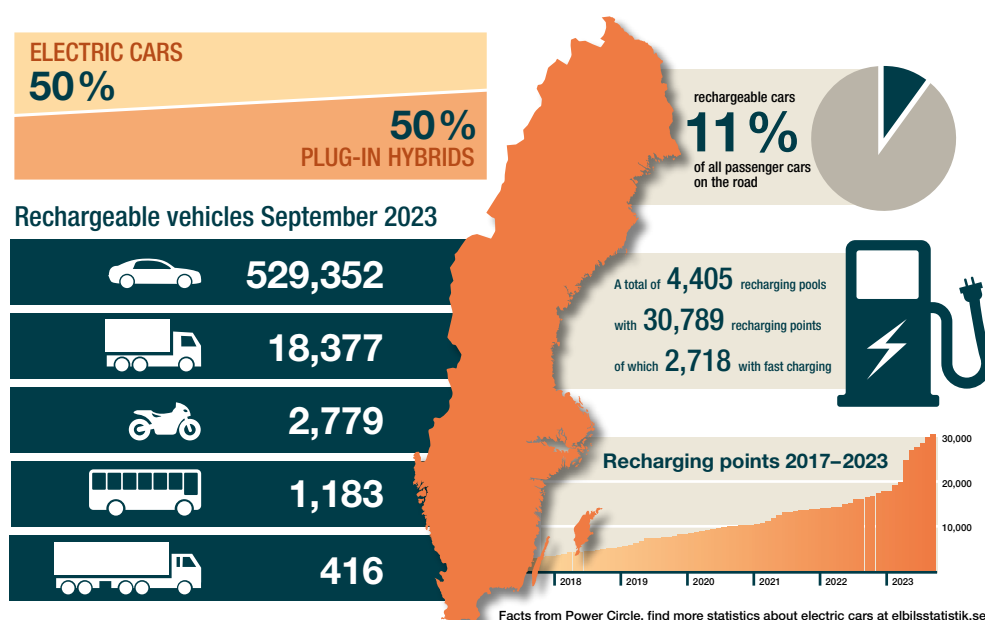 ELECTRIC CARS
50%
50%
PLUG-IN HYBRIDS
rechargeable cars
11%
of all passenger cars
on the road
Rechargeable vehicles September 2023
529,352
18,377
2,779
1,183
416
A total of 4,405 recharging pools
with 30,789 recharging points
of which 2,718 with fast charging
Recharging points 2017–2023
30,000
20,000
10,000
2018 2019 2020 2021 2022 2023
Facts from Power Circle, find more statistics about electric cars at elbilsstatistik.se